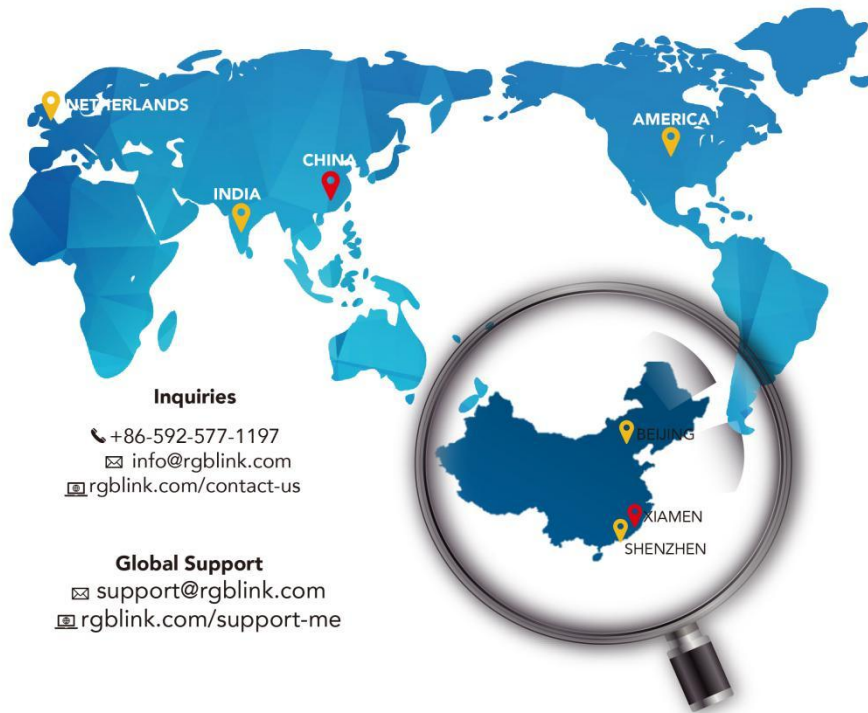 NETHERLANDS
AMERICA
CHINA
INDIA
Inquiries
+86-592-577-1197
info@rgblink.com
rgblink.com/contact-us
BEIJING
XIAMEN
SHENZHEN
Global Support
support@rgblink.com
rgblink.com/support-me